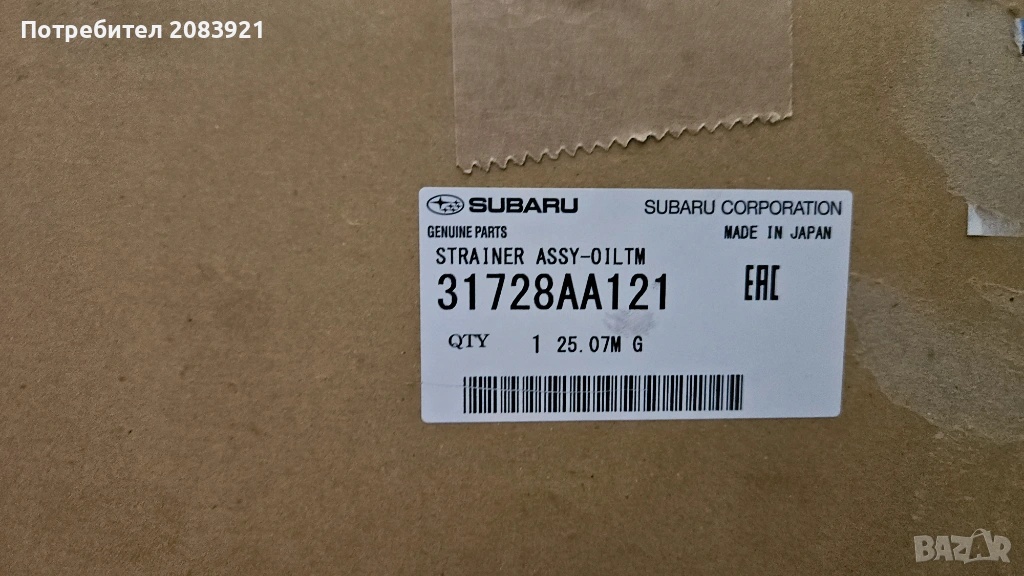 Потребител 2083921
SUBARU SUBARU CORPORATION
GENUINE PARTS MADE IN JAPAN
STRAINER ASSY-OILTM
31728AA121 EAC
QTY 1 25.07M G
BAZAR